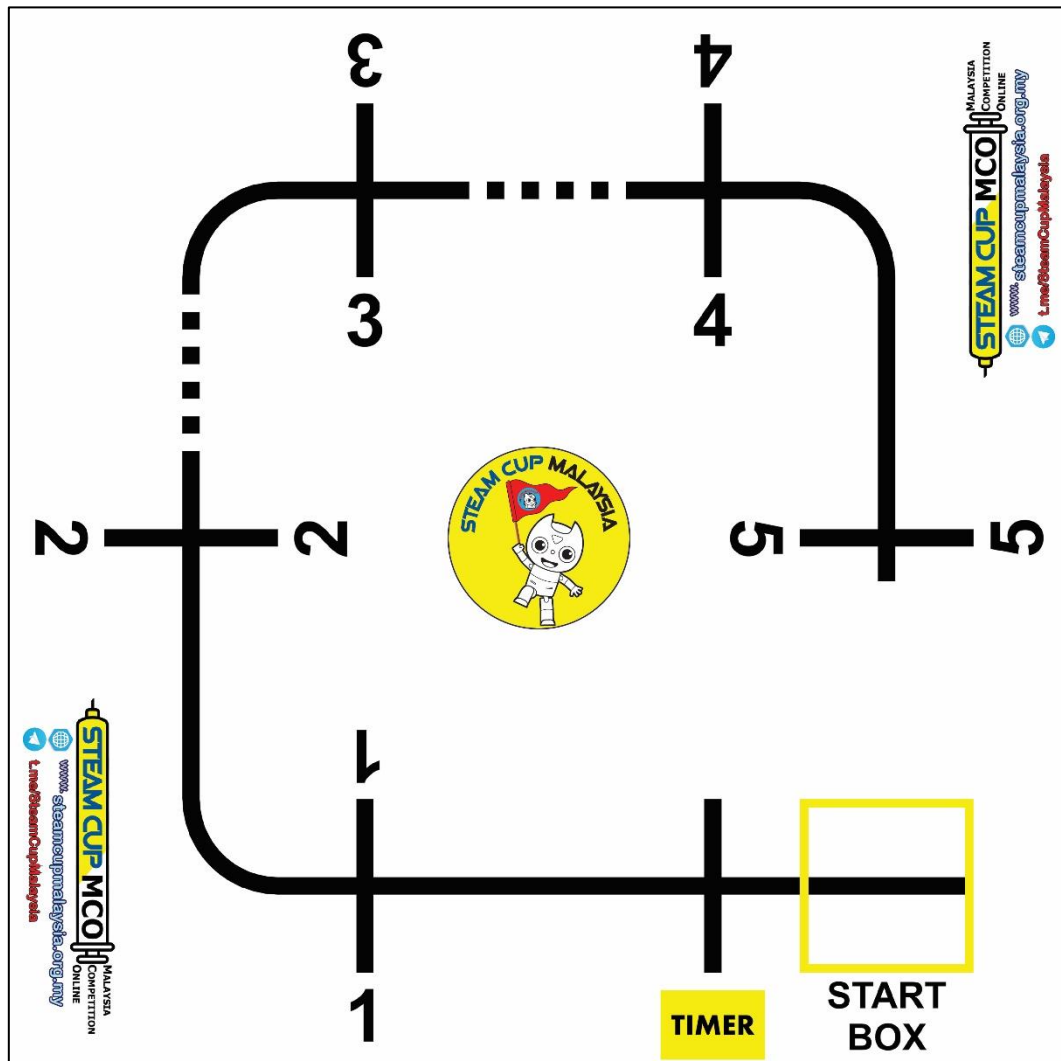 3
4
MALAYSIA
COMPETITION
ONLINE
STEAM CUP MCO
www. steamcupmalaysia.org.my
t.me/SteamCupMalaysia
3
4
STEAM CUP MALAYSIA
2
2
5
5
1
STEAM CUP MCO
MALAYSIA
COMPETITION
ONLINE
www. steamcupmalaysia.org.my
t.me/SteamCupMalaysia
1
TIMER
START
BOX